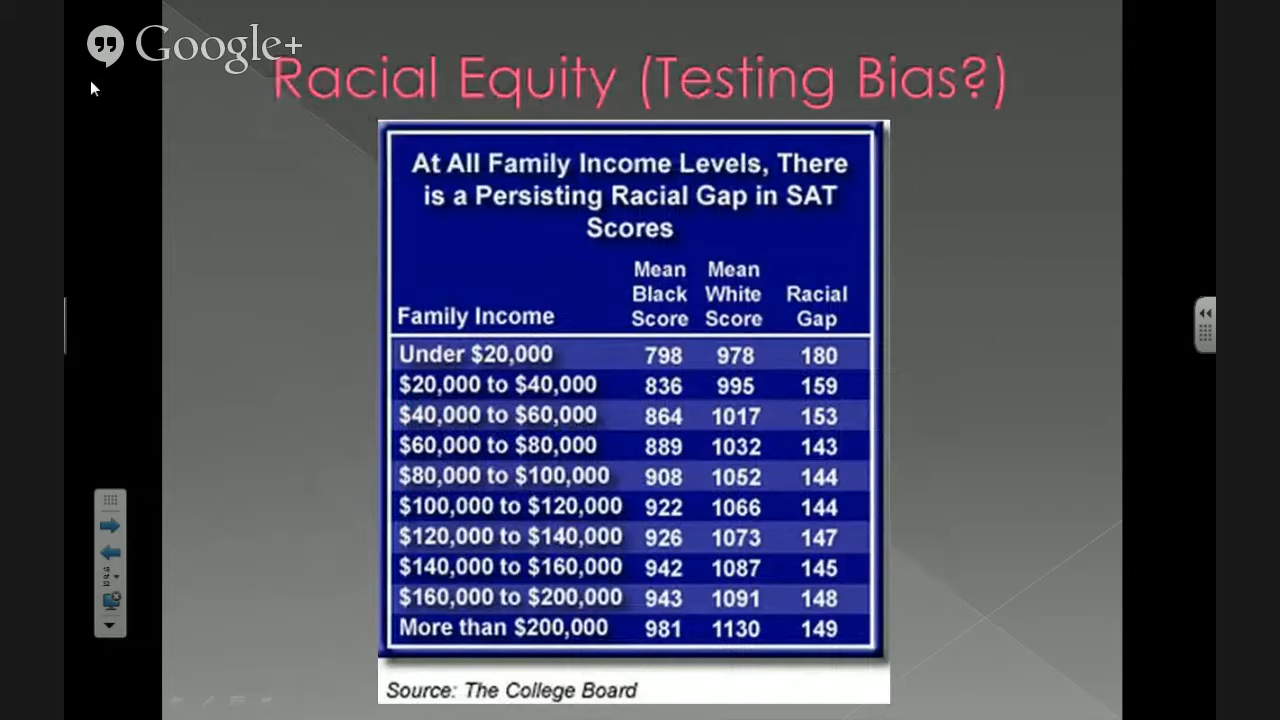 Google+
Racial Equity (Testing Bias?)
At All Family Income Levels, There
is a Persisting Racial Gap in SAT
Scores
Family Income Mean Black Score Mean White Score Racial Gap
Under $20,000 798 978 180
$20,000 to $40,000 836 995 159
$40,000 to $60,000 864 1017 153
$60,000 to $80,000 889 1032 143
$80,000 to $100,000 908 1052 144
$100,000 to $120,000 922 1066 144
$120,000 to $140,000 926 1073 147
$140,000 to $160,000 942 1087 145
$160,000 to $200,000 943 1091 148
More than $200,000 981 1130 149
Source: The College Board